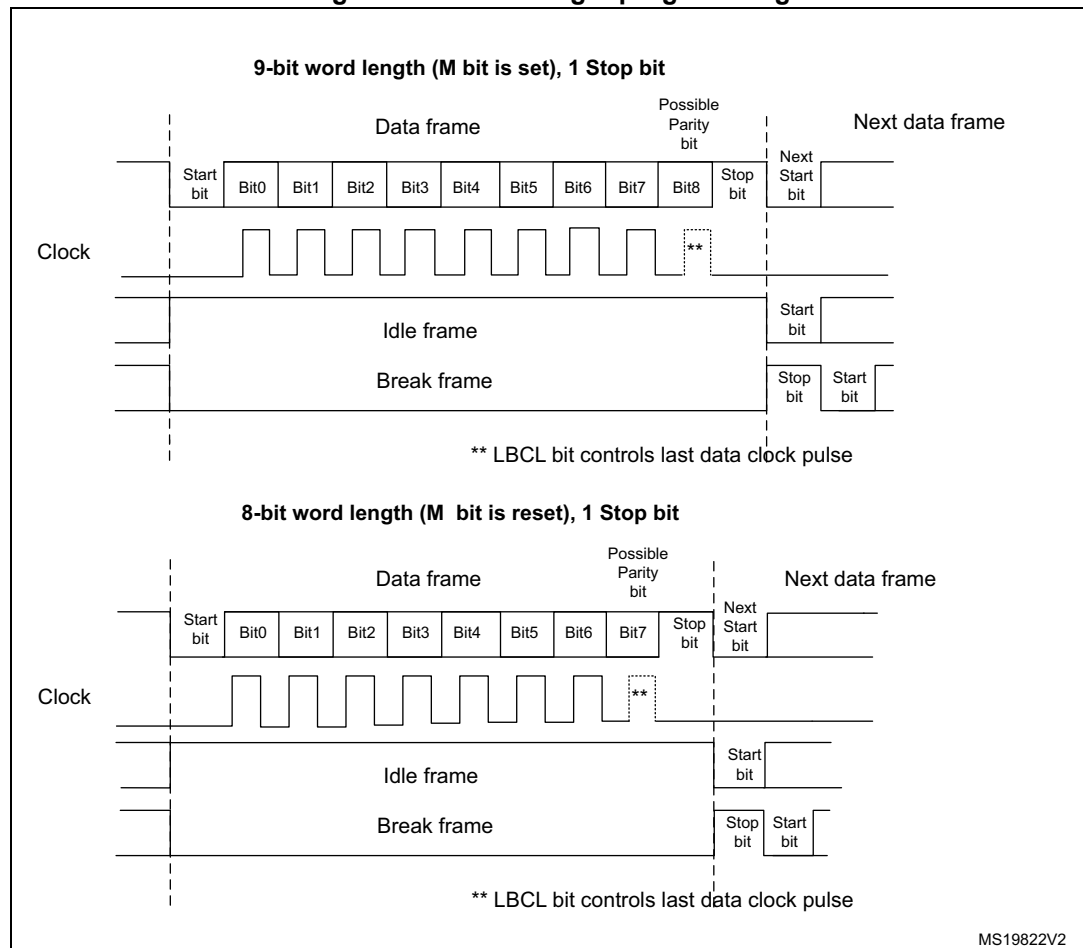 9-bit word length (M bit is set), 1 Stop bit
Possible
Parity
bit
Data frame
Next data frame
Start
bit
Bit0
Bit1
Bit2
Bit3
Bit4
Bit5
Bit6
Bit7
Bit8
Stop
bit
Next
Start
bit
Clock
**
Idle frame
Start
bit
Break frame
Stop
bit
Start
bit
** LBCL bit controls last data clock pulse
8-bit word length (M bit is reset), 1 Stop bit
Possible
Parity
bit
Data frame
Next data frame
Start
bit
Bit0
Bit1
Bit2
Bit3
Bit4
Bit5
Bit6
Bit7
Stop
bit
Next
Start
bit
Clock
**
Idle frame
Start
bit
Break frame
Stop
bit
Start
bit
** LBCL bit controls last data clock pulse
MS19822V2